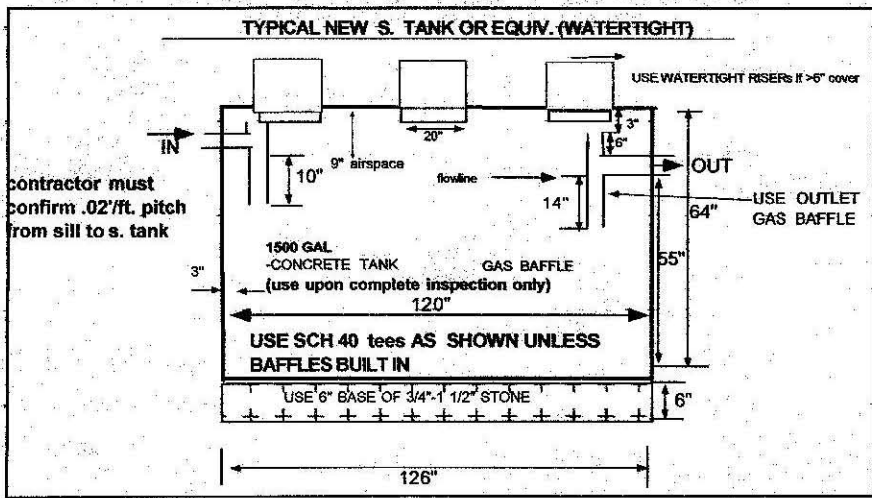 TYPICAL NEW S. TANK OR EQUIV. (WATERTIGHT)
USE WATERTIGHT RISERs if >6" cover
3"
20"
6"
IN
9" airspace
OUT
10"
flowline
contractor must
confirm .02'/ft. pitch
from sill to s. tank
14"
64"
USE OUTLET
GAS BAFFLE
55"
1500 GAL
-CONCRETE TANK
GAS BAFFLE
(use upon complete inspection only)
3"
120"
USE SCH 40 tees AS SHOWN UNLESS
BAFFLES BUILT IN
USE 6" BASE OF 3/4"-1 1/2" STONE
6"
126"